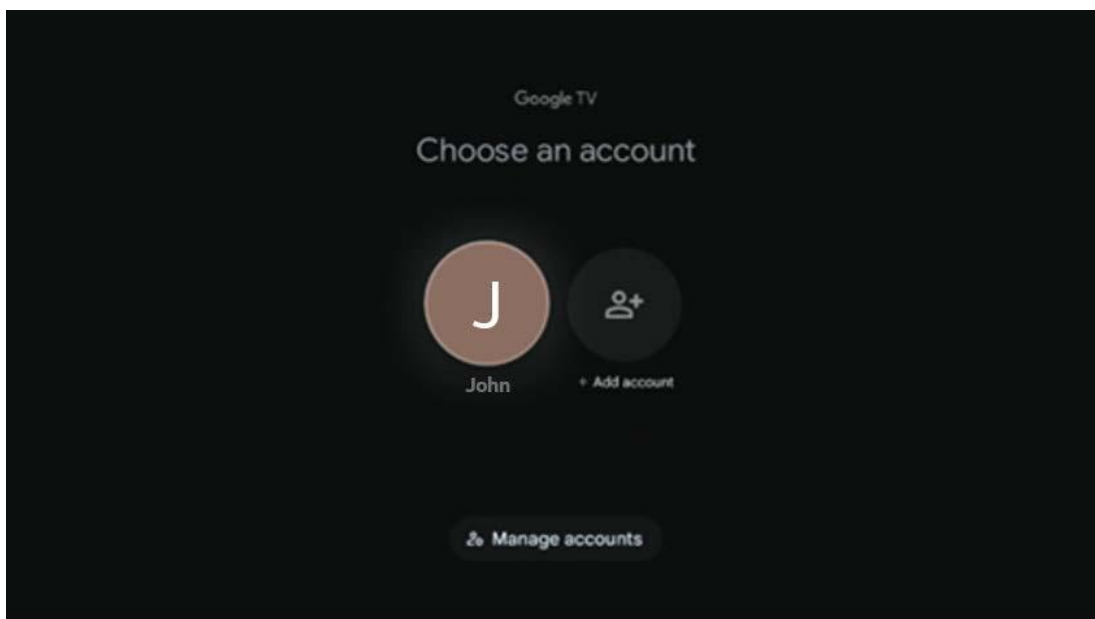 Google TV
Choose an account
J
John
+ Add account
Manage accounts